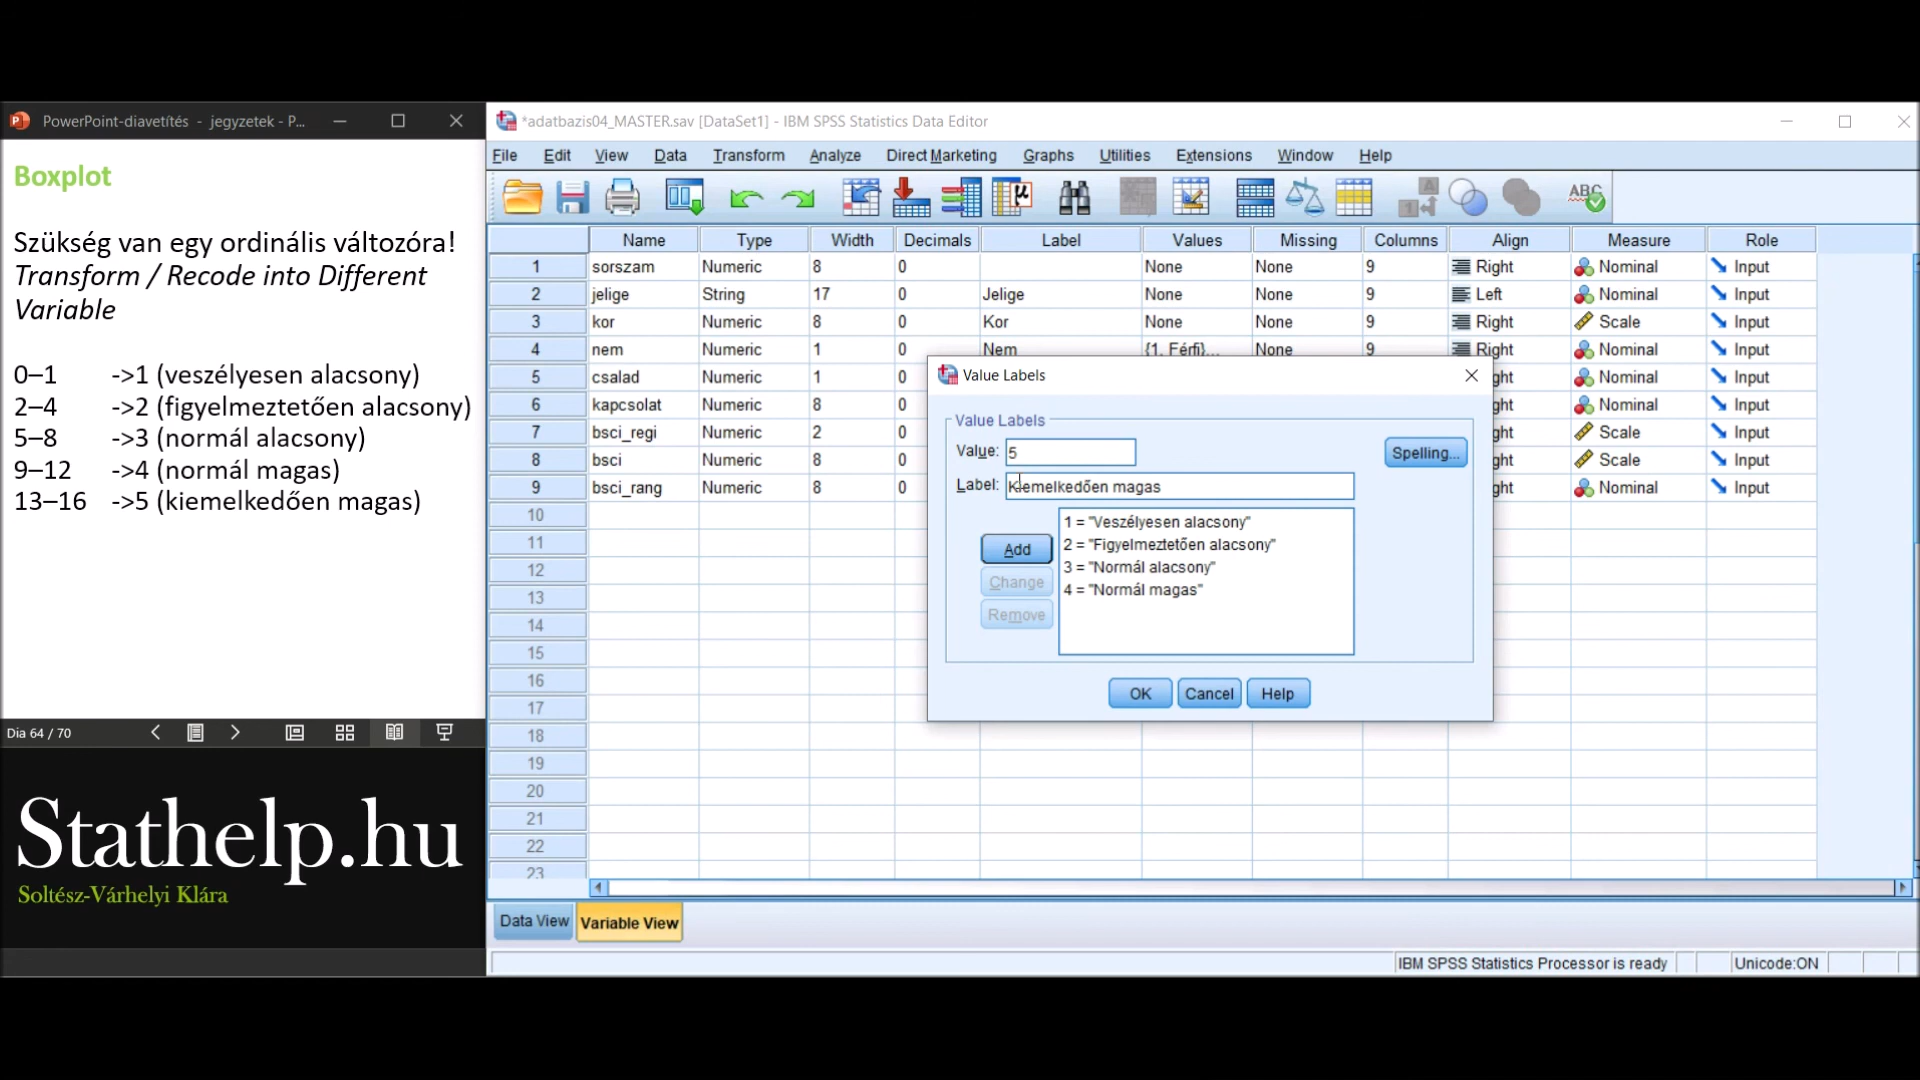 PowerPoint-diavetítés - jegyzetek - P...
Boxplot
Szükség van egy ordinális változóra!
Transform / Recode into Different
Variable
0–1 ->1 (veszélyesen alacsony)
2–4 ->2 (figyelmeztetően alacsony)
5–8 ->3 (normál alacsony)
9–12 ->4 (normál magas)
13–16 ->5 (kiemelkedően magas)
Dia 64 / 70
Stathelp.hu
Soltész-Várhelyi Klára
*adatbazis04_MASTER.sav [DataSet1] - IBM SPSS Statistics Data Editor
File Edit View Data Transform Analyze Direct Marketing Graphs Utilities Extensions Window Help
Name Type Width Decimals Label Values Missing Columns Align Measure Role
1 sorszam Numeric 8 0 None None 9 Right Nominal Input
2 jelige String 17 0 Jelige None None 9 Left Nominal Input
3 kor Numeric 8 0 Kor None None 9 Right Scale Input
4 nem Numeric 1 0 Nem {1, Férfi}... None 9 Right Nominal Input
5 csalad Numeric 1 0 ght Nominal Input
6 kapcsolat Numeric 8 0 ght Nominal Input
7 bsci_regi Numeric 2 0 ght Scale Input
8 bsci Numeric 8 0 ght Scale Input
9 bsci_rang Numeric 8 0 ght Nominal Input
10
11
12
13
14
15
16
17
18
19
20
21
22
23
Value Labels
Value Labels
Value: 5
Spelling...
Label: Kiemelkedően magas
1 = "Veszélyesen alacsony"
2 = "Figyelmeztetően alacsony"
3 = "Normál alacsony"
4 = "Normál magas"
Add
Change
Remove
OK Cancel Help
Data View Variable View
IBM SPSS Statistics Processor is ready Unicode:ON